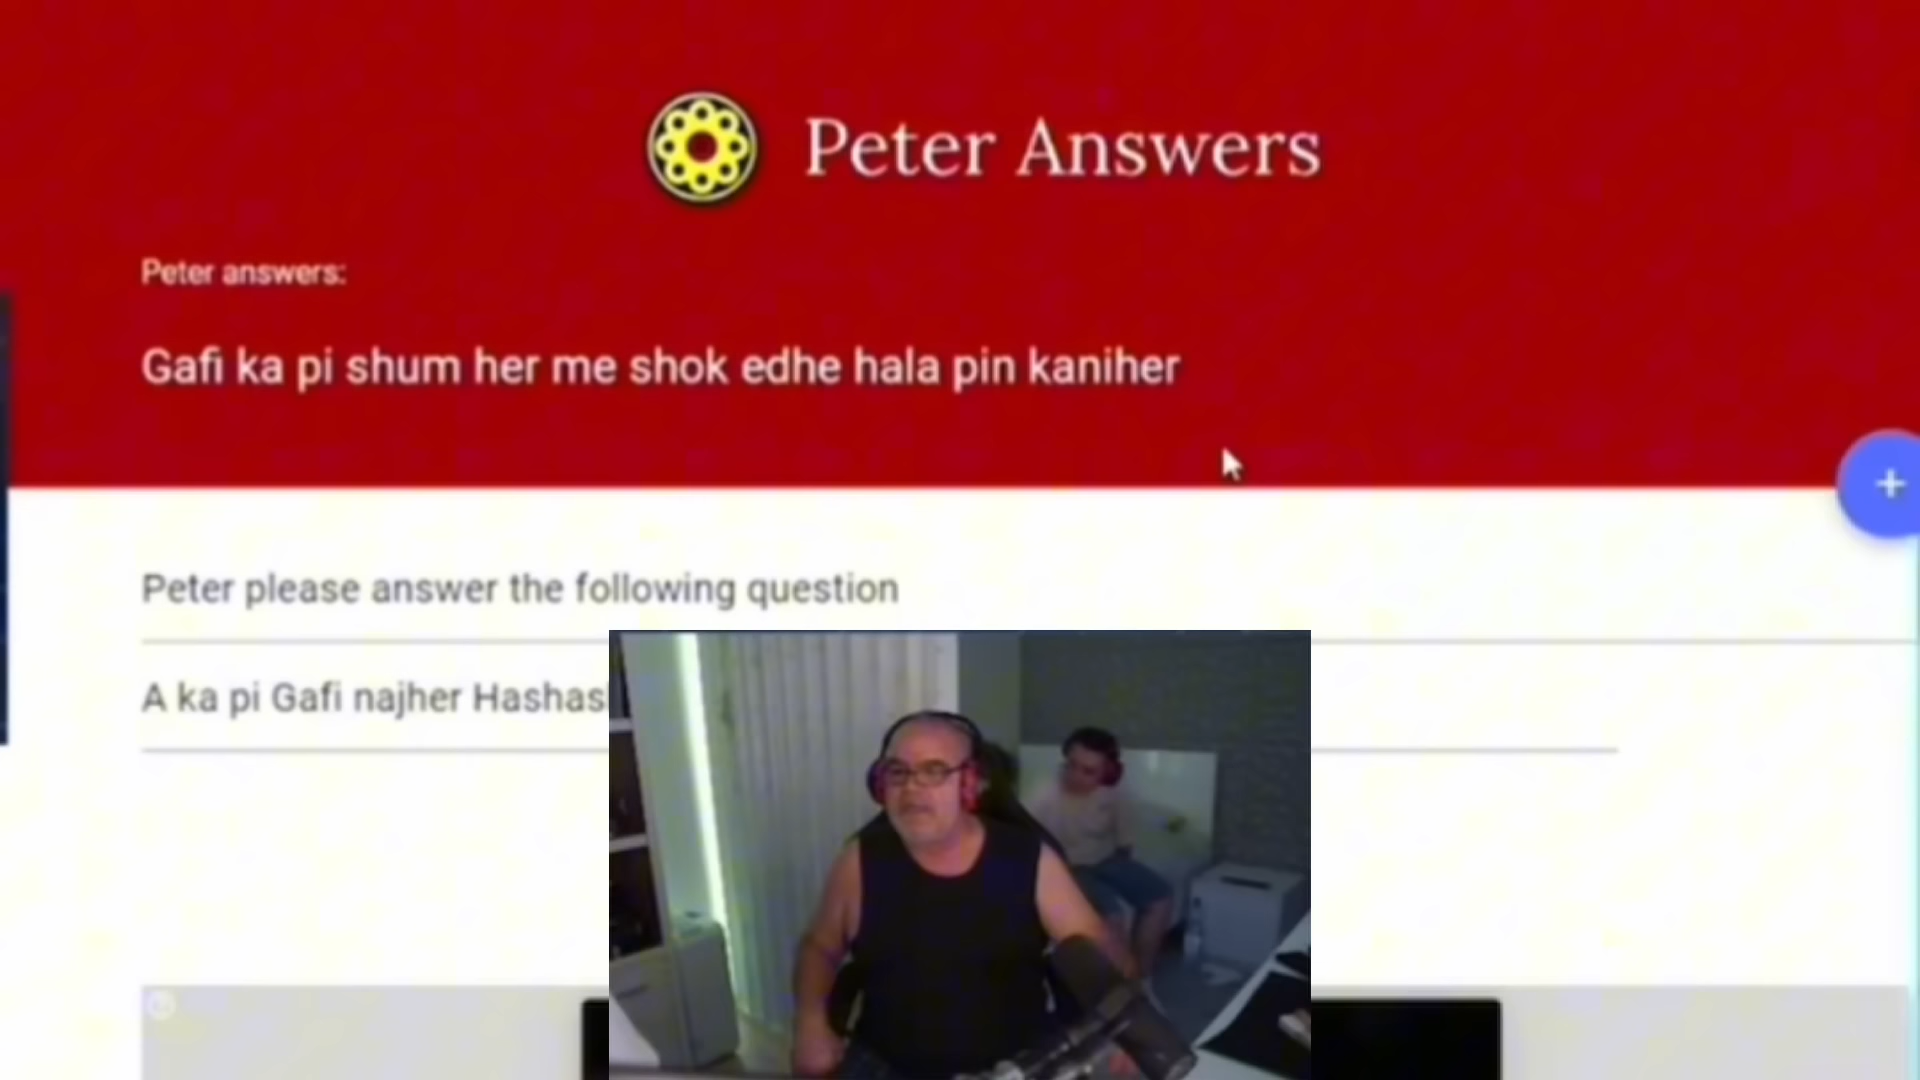 Peter Answers
Peter answers:
Gafi ka pi shum her me shok edhe hala pin kaniher
Peter please answer the following question
A ka pi Gafi najher